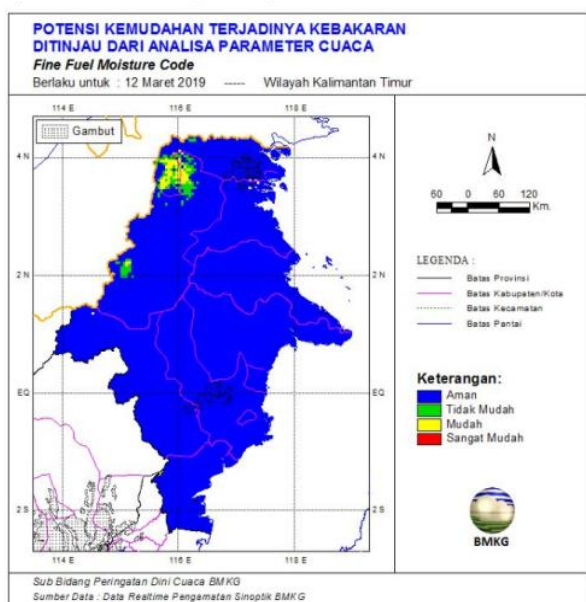 POTENSI KEMUDAHAN TERJADINYA KEBAKARAN
DITINJAU DARI ANALISA PARAMETER CUACA
Fine Fuel Moisture Code
Berlaku untuk : 12 Maret 2019 ----- Wilayah Kalimantan Timur
114 E 116 E 118 E
Gambut
4 N 4 N
2 N 2 N
EQ EQ
2 S 2 S
114 E 116 E 118 E
N
60 0 60 120
Km.
LEGENDA :
Batas Provinsi
Batas Kabupaten/Kota
Batas Kecamatan
Batas Pantai
Keterangan:
Aman
Tidak Mudah
Mudah
Sangat Mudah
BMKG
Sub Bidang Peringatan Dini Cuaca BMKG
Sumber Data : Data Realtime Pengamatan Sinoptik BMKG